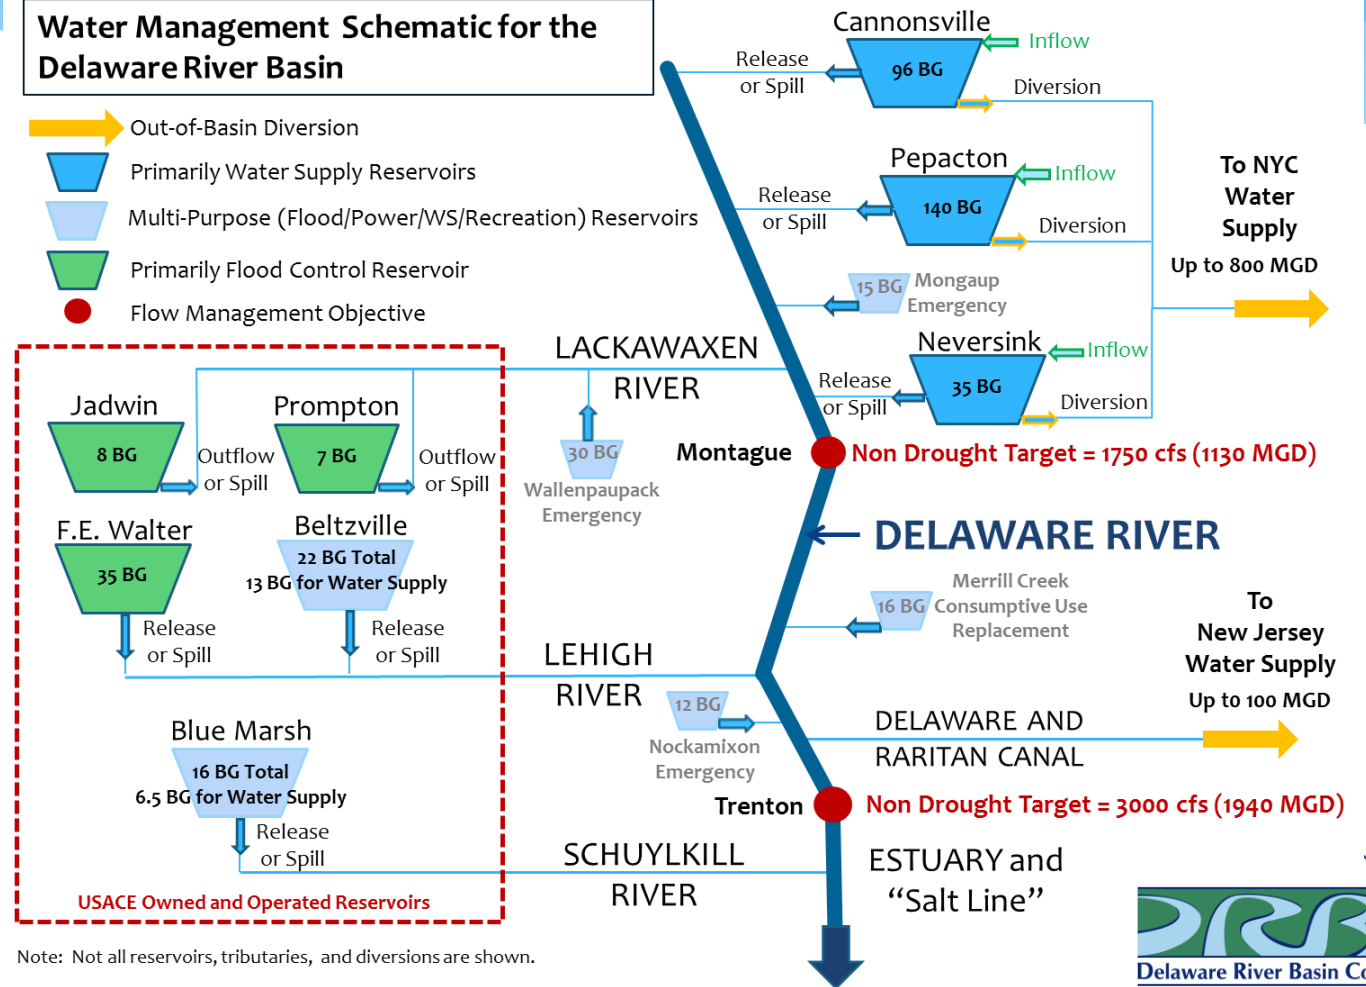 Water Management Schematic for the
Delaware River Basin
Out-of-Basin Diversion
Primarily Water Supply Reservoirs
Multi-Purpose (Flood/Power/WS/Recreation) Reservoirs
Primarily Flood Control Reservoir
Flow Management Objective
Cannonsville
96 BG
Inflow
Release
or Spill
Diversion
Pepacton
140 BG
Inflow
Release
or Spill
Diversion
To NYC
Water
Supply
Up to 800 MGD
15 BG
Mongaup
Emergency
Neversink
35 BG
Inflow
Release
or Spill
Diversion
LACKAWAXEN
RIVER
Jadwin
8 BG
Outflow
or Spill
Prompton
7 BG
Outflow
or Spill
30 BG
Wallenpaupack
Emergency
Montague
Non Drought Target = 1750 cfs (1130 MGD)
F.E. Walter
35 BG
Release
or Spill
Beltzville
22 BG Total
13 BG for Water Supply
Release
or Spill
DELAWARE RIVER
16 BG
Merrill Creek
Consumptive Use
Replacement
To
New Jersey
Water Supply
Up to 100 MGD
LEHIGH
RIVER
12 BG
Nockamixon
Emergency
DELAWARE AND
RARITAN CANAL
Blue Marsh
16 BG Total
6.5 BG for Water Supply
Release
or Spill
Trenton
Non Drought Target = 3000 cfs (1940 MGD)
SCHUYLKILL
RIVER
ESTUARY and
“Salt Line”
USACE Owned and Operated Reservoirs
Note: Not all reservoirs, tributaries, and diversions are shown.
DRB
Delaware River Basin Co